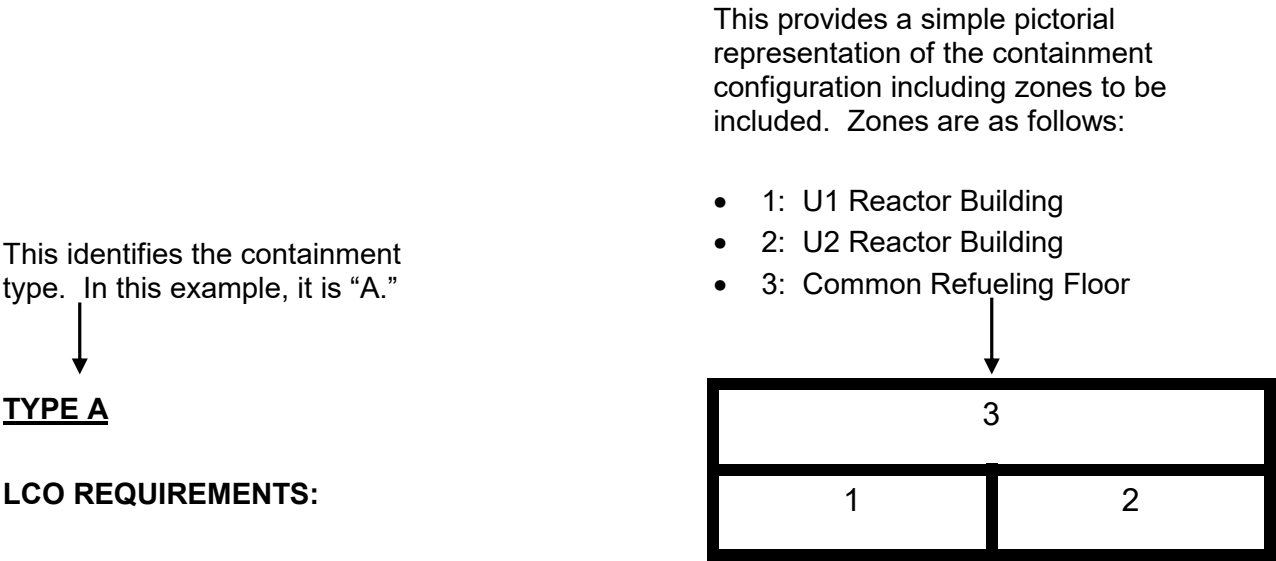 This provides a simple pictorial
representation of the containment
configuration including zones to be
included.  Zones are as follows:
• 1:  U1 Reactor Building
• 2:  U2 Reactor Building
• 3:  Common Refueling Floor
This identifies the containment
type.  In this example, it is “A.”
TYPE A
LCO REQUIREMENTS:
3
1
2